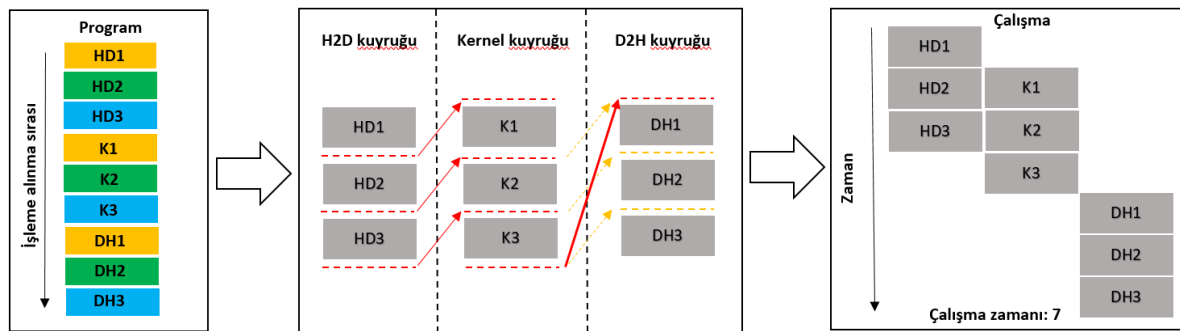 Program
İşleme alınma sırası
HD1
HD2
HD3
K1
K2
K3
DH1
DH2
DH3
H2D kuyruğu
Kernel kuyruğu
D2H kuyruğu
HD1
K1
DH1
HD2
K2
DH2
HD3
K3
DH3
Çalışma
Zaman
HD1
HD2
K1
HD3
K2
K3
DH1
DH2
DH3
Çalışma zamanı: 7